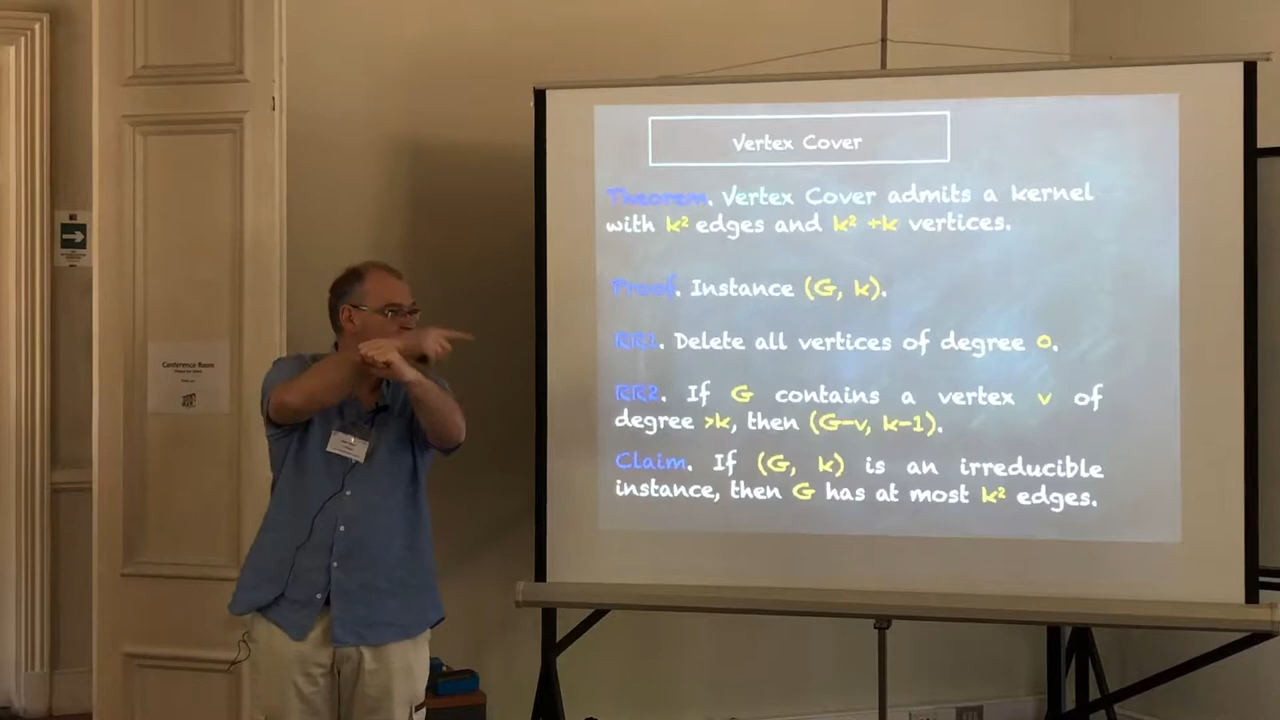 Vertex Cover
Theorem. Vertex Cover admits a kernel
with k² edges and k² +k vertices.
Proof. Instance (G, k).
RR1. Delete all vertices of degree 0.
RR2. If G contains a vertex v of
degree >k, then (G-v, k-1).
Claim. If (G, k) is an irreducible
instance, then G has at most k² edges.
Conference Room